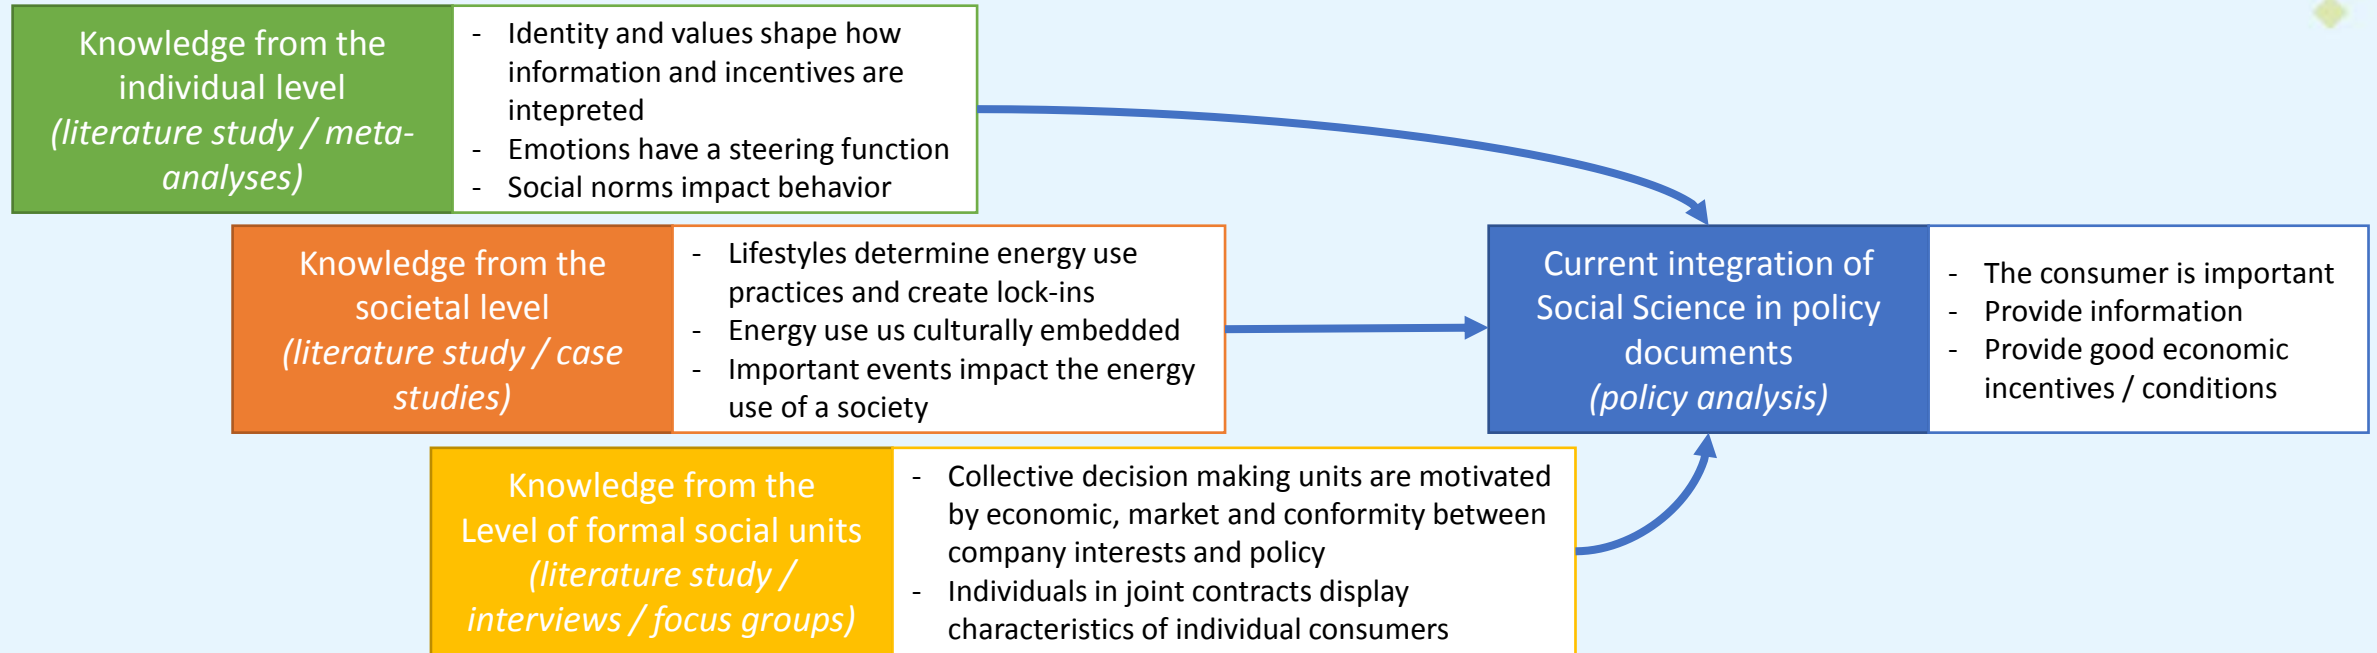 Knowledge from the
individual level
(literature study / meta-
analyses)
- Identity and values shape how
information and incentives are
intepreted
- Emotions have a steering function
- Social norms impact behavior
Knowledge from the
societal level
(literature study / case
studies)
- Lifestyles determine energy use
practices and create lock-ins
- Energy use us culturally embedded
- Important events impact the energy
use of a society
Knowledge from the
Level of formal social units
(literature study /
interviews / focus groups)
- Collective decision making units are motivated
by economic, market and conformity between
company interests and policy
- Individuals in joint contracts display
characteristics of individual consumers
Current integration of
Social Science in policy
documents
(policy analysis)
- The consumer is important
- Provide information
- Provide good economic
incentives / conditions